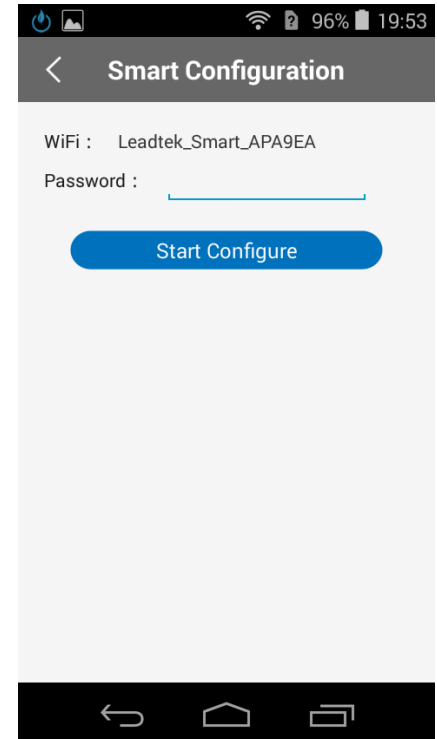 96% 19:53
Smart Configuration
WiFi : Leadtek_Smart_APA9EA
Password :
Start Configure